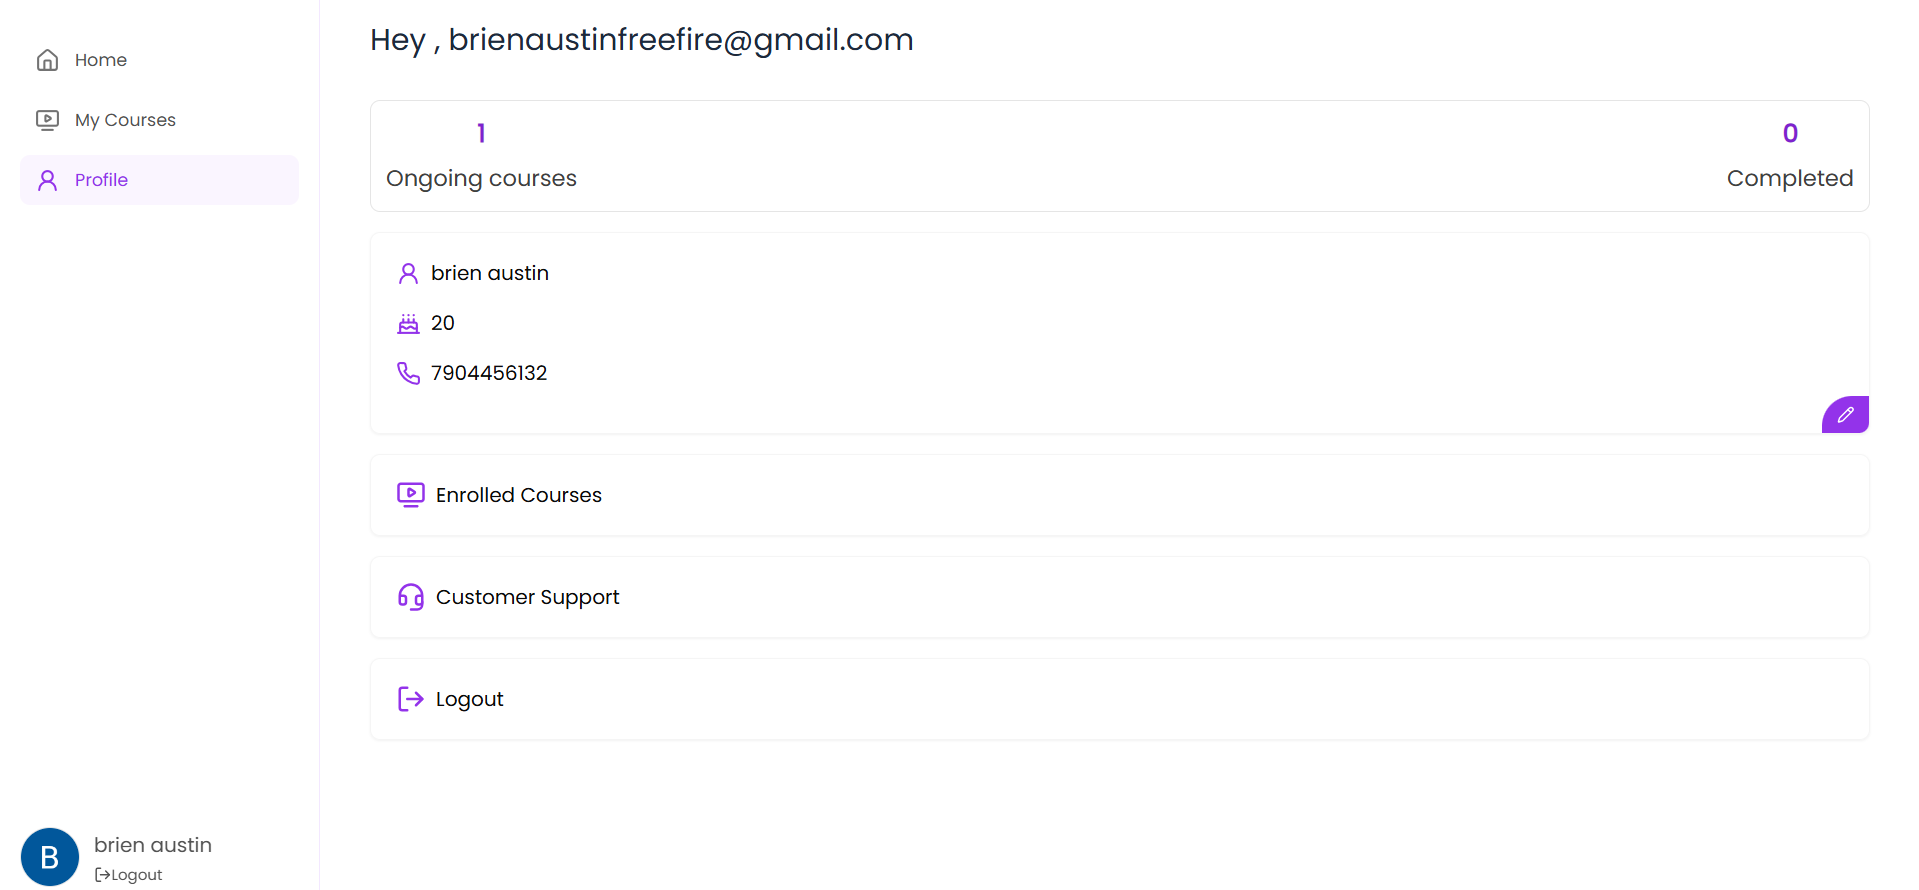 Home
My Courses
Profile
Hey , brienaustinfreefire@gmail.com
1
Ongoing courses
0
Completed
brien austin
20
7904456132
Enrolled Courses
Customer Support
Logout
B
brien austin
Logout